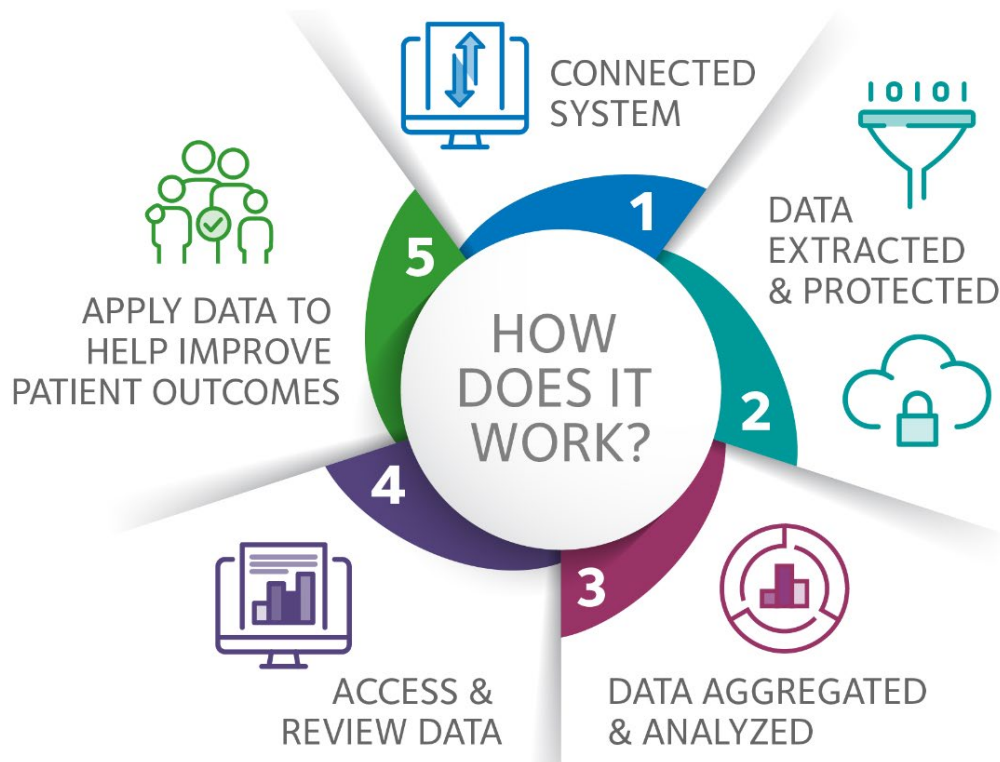 HOW
DOES IT
WORK?
1
CONNECTED
SYSTEM
2
10101
DATA
EXTRACTED
& PROTECTED
3
DATA AGGREGATED
& ANALYZED
4
ACCESS &
REVIEW DATA
5
APPLY DATA TO
HELP IMPROVE
PATIENT OUTCOMES